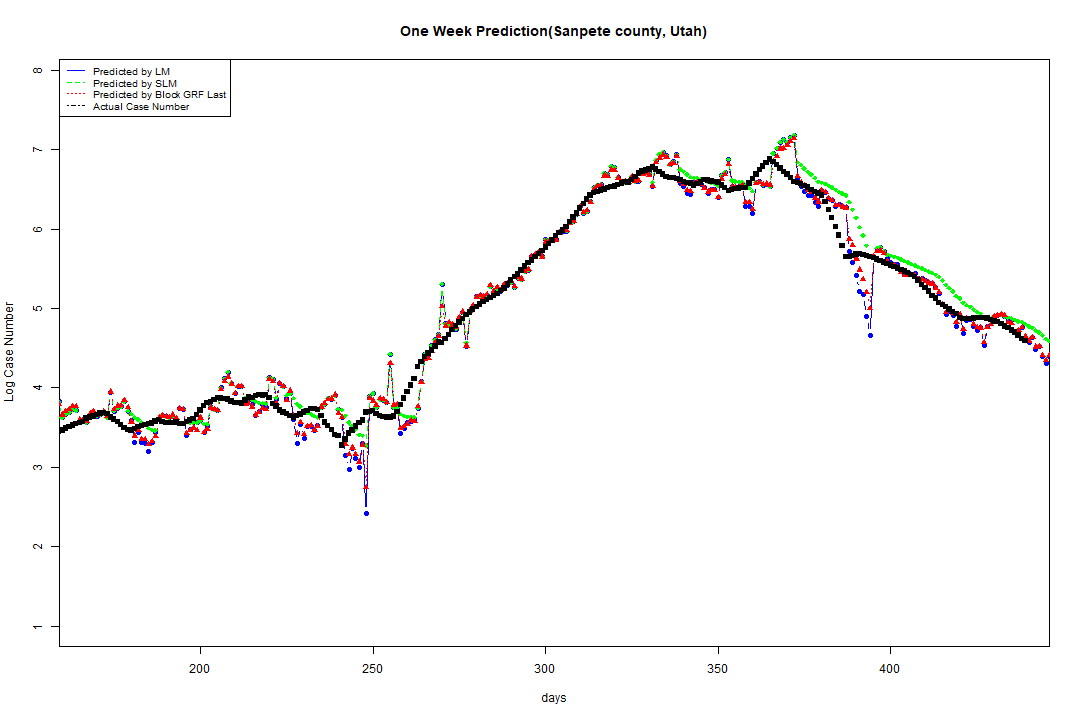 One Week Prediction(Sanpete county, Utah)
Predicted by LM
Predicted by SLM
Predicted by Block GRF Last
Actual Case Number
8
7
6
5
4
3
2
1
Log Case Number
200 250 300 350 400
days